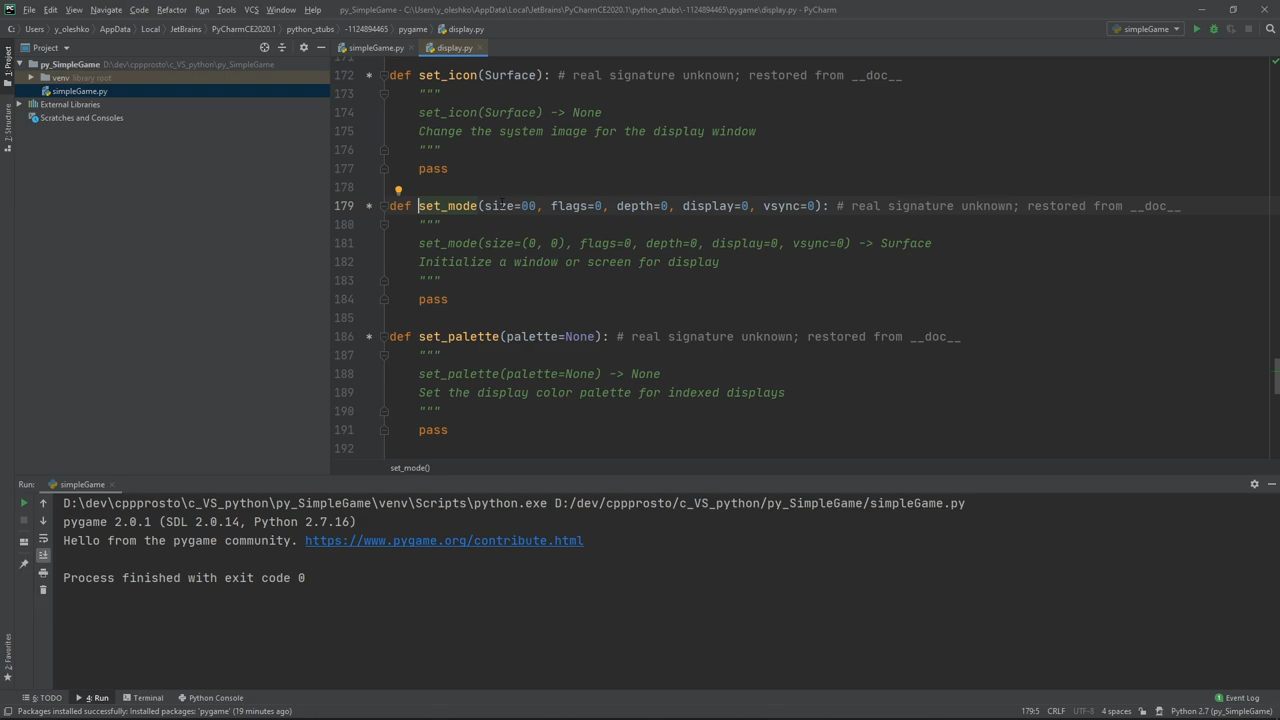 File Edit View Navigate Code Refactor Run Tools VCS Window Help py_SimpleGame - C:\Users\y_oleshko\AppData\Local\JetBrains\PyCharmCE2020.1\python_stubs\-1124894465\pygame\display.py - PyCharm
C: Users y_oleshko AppData Local JetBrains PyCharmCE2020.1 python_stubs -1124894465 pygame display.py simpleGame
Project simpleGame.py display.py
1: Project
py_SimpleGame D:\dev\cppprosto\c_VS_python\py_SimpleGame
venv library root
simpleGame.py
External Libraries
Scratches and Consoles
7: Structure
171
172 def set_icon(Surface): # real signature unknown; restored from __doc__
173 """
174 set_icon(Surface) -> None
175 Change the system image for the display window
176 """
177 pass
178
179 def set_mode(size=00, flags=0, depth=0, display=0, vsync=0): # real signature unknown; restored from __doc__
180 """
181 set_mode(size=(0, 0), flags=0, depth=0, display=0, vsync=0) -> Surface
182 Initialize a window or screen for display
183 """
184 pass
185
186 def set_palette(palette=None): # real signature unknown; restored from __doc__
187 """
188 set_palette(palette=None) -> None
189 Set the display color palette for indexed displays
190 """
191 pass
192
set_mode()
Run: simpleGame
D:\dev\cppprosto\c_VS_python\py_SimpleGame\venv\Scripts\python.exe D:/dev/cppprosto/c_VS_python/py_SimpleGame/simpleGame.py
pygame 2.0.1 (SDL 2.0.14, Python 2.7.16)
Hello from the pygame community. https://www.pygame.org/contribute.html
Process finished with exit code 0
2: Favorites
6: TODO 4: Run Terminal Python Console Event Log
Packages installed successfully: Installed packages: 'pygame' (19 minutes ago) 179:5 CRLF UTF-8 4 spaces Python 2.7 (py_SimpleGame)